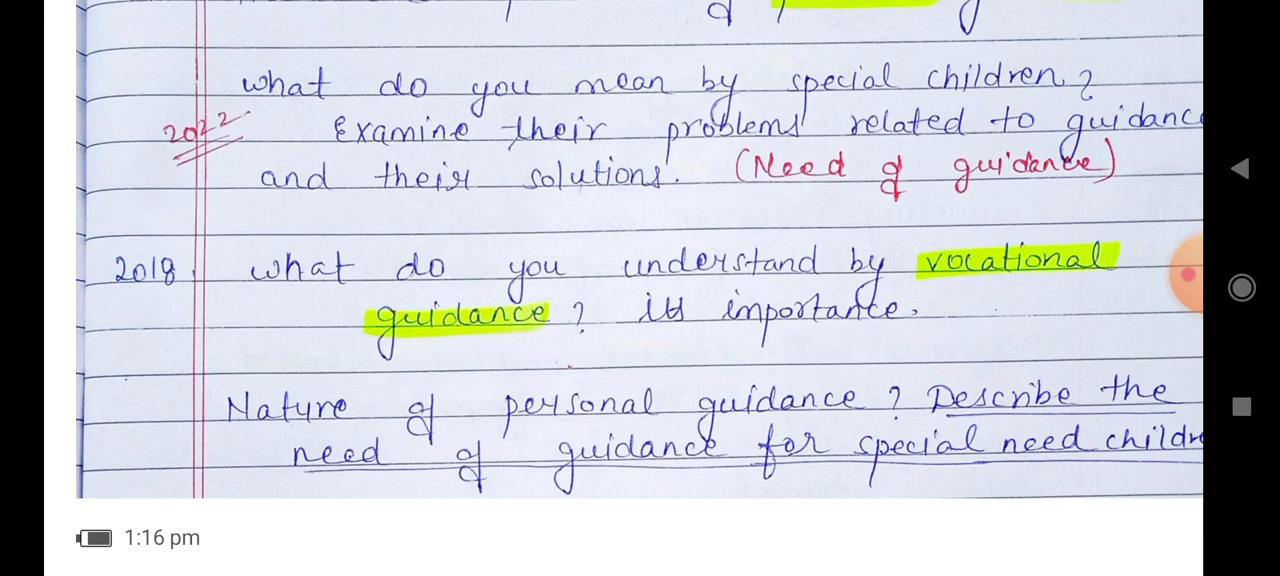 what do you mean by special children?
2022 Examine their problems related to guidanc
and their solutions. (Need of guidance)
2018 what do you understand by vocational
guidance? its importance.
Nature of personal guidance? Describe the
need of guidance for special need childre
1:16 pm